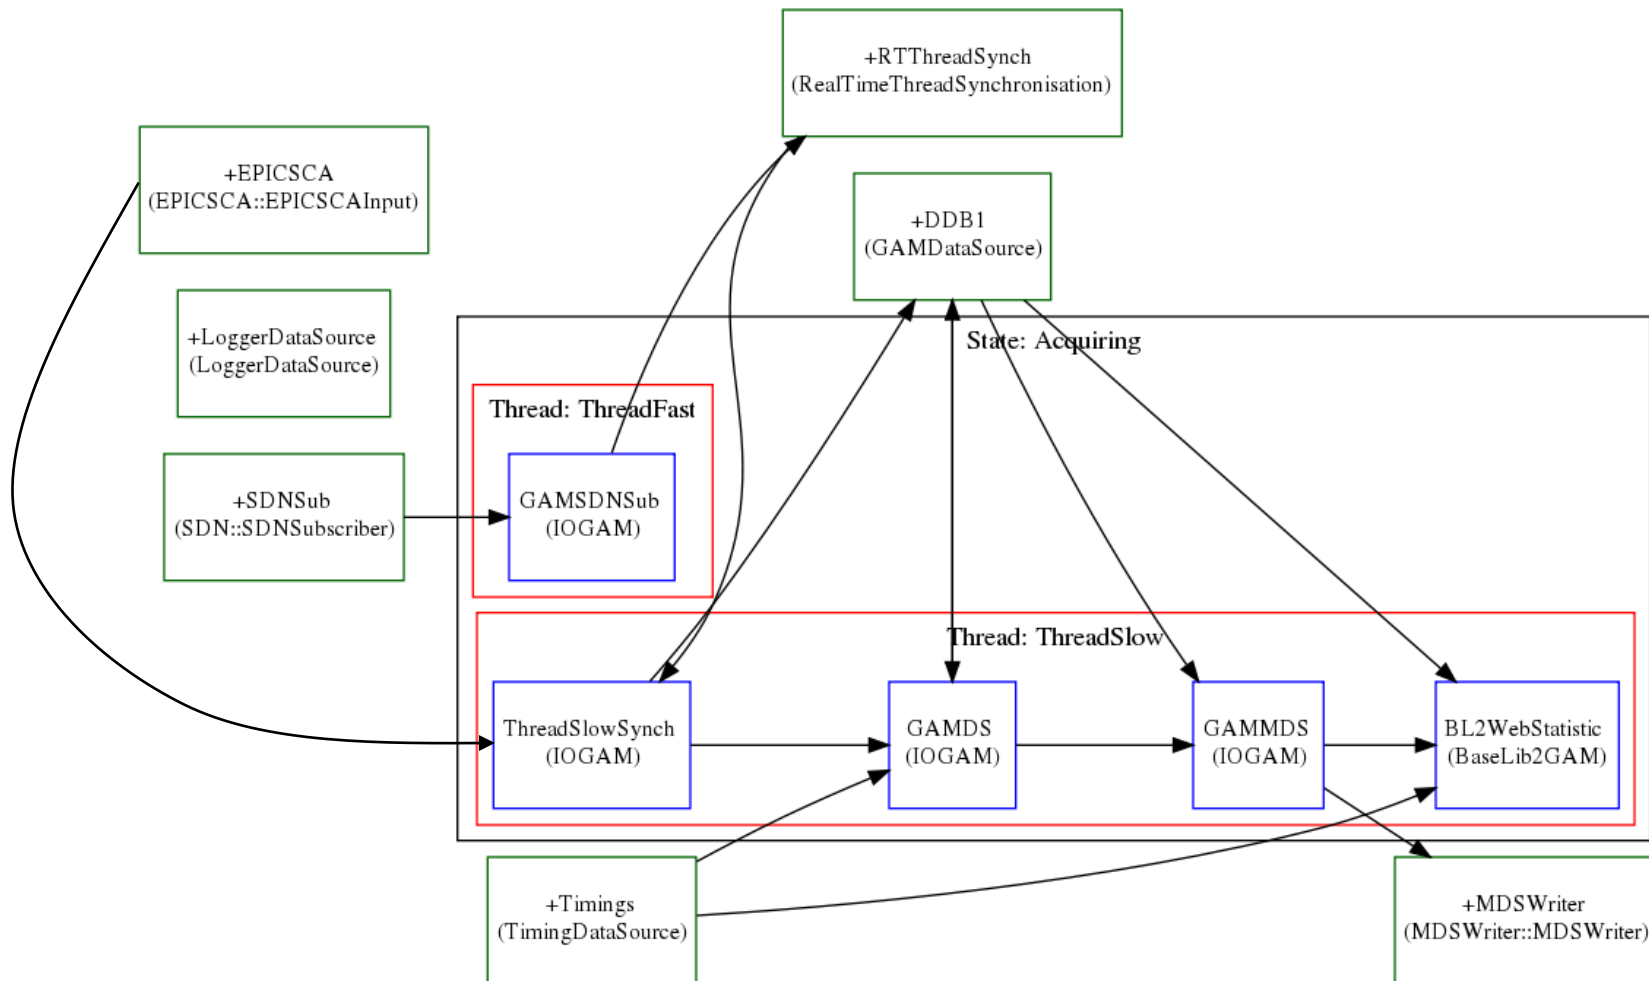 +RTThreadSynch
(RealTimeThreadSynchronisation)
+EPICSCA
(EPICSCA::EPICSCAInput)
+DDB1
(GAMDataSource)
+LoggerDataSource
(LoggerDataSource)
State: Acquiring
Thread: ThreadFast
+SDNSub
(SDN::SDNSubscriber)
GAMSDNSub
(IOGAM)
Thread: ThreadSlow
ThreadSlowSynch
(IOGAM)
GAMDS
(IOGAM)
GAMMDS
(IOGAM)
BL2WebStatistic
(BaseLib2GAM)
+Timings
(TimingDataSource)
+MDSWriter
(MDSWriter::MDSWriter)